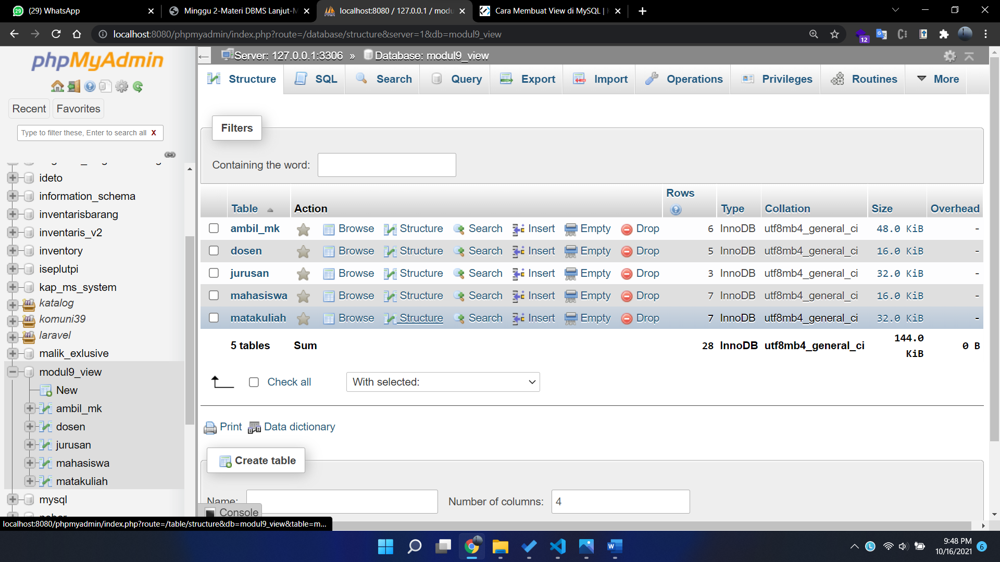 (29) WhatsApp
Minggu 2-Materi DBMS Lanjut-M
localhost:8080 / 127.0.0.1 / modu
Cara Membuat View di MySQL |
localhost:8080/phpmyadmin/index.php?route=/database/structure&server=1&db=modul9_view
12
phpMyAdmin
Recent
Favorites
Type to filter these, Enter to search all
X
ideto
information_schema
inventarisbarang
inventaris_v2
inventory
iseplutpi
kap_ms_system
katalog
komuni39
laravel
malik_exlusive
modul9_view
New
ambil_mk
dosen
jurusan
mahasiswa
matakuliah
mysql
Server: 127.0.0.1:3306 » Database: modul9_view
Structure
SQL
Search
Query
Export
Import
Operations
Privileges
Routines
More
Filters
Containing the word:
Table Action Rows Type Collation Size Overhead
ambil_mk Browse Structure Search Insert Empty Drop 6 InnoDB utf8mb4_general_ci 48.0 KiB -
dosen Browse Structure Search Insert Empty Drop 5 InnoDB utf8mb4_general_ci 16.0 KiB -
jurusan Browse Structure Search Insert Empty Drop 3 InnoDB utf8mb4_general_ci 32.0 KiB -
mahasiswa Browse Structure Search Insert Empty Drop 7 InnoDB utf8mb4_general_ci 16.0 KiB -
matakuliah Browse Structure Search Insert Empty Drop 7 InnoDB utf8mb4_general_ci 32.0 KiB -
5 tables Sum 28 InnoDB utf8mb4_general_ci 144.0 KiB 0 B
Check all
With selected:
Print
Data dictionary
Create table
Name:
Number of columns: 4
Console
localhost:8080/phpmyadmin/index.php?route=/table/structure&db=modul9_view&table=m...
9:48 PM
10/16/2021
6